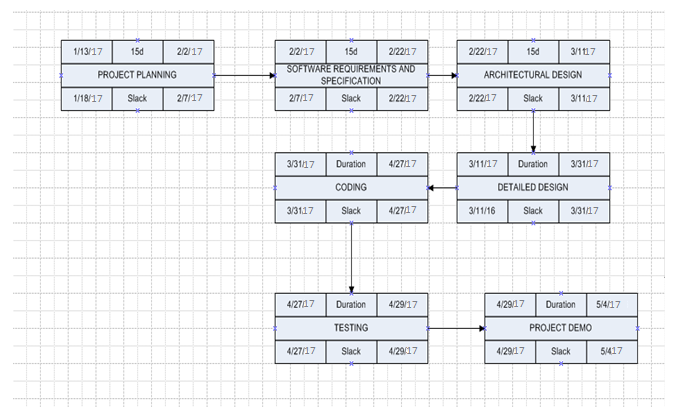 1/13/17 15d 2/2/17
PROJECT PLANNING
1/18/17 Slack 2/7/17
2/2/17 15d 2/22/17
SOFTWARE REQUIREMENTS AND
SPECIFICATION
2/7/17 Slack 2/22/17
2/22/17 15d 3/1117
ARCHITECTURAL DESIGN
2/22/17 Slack 3/11/17
3/31/17 Duration 4/27/17
CODING
3/31/17 Slack 4/27/17
3/11/17 Duration 3/31/17
DETAILED DESIGN
3/11/16 Slack 3/31/17
4/27/17 Duration 4/29/17
TESTING
4/27/17 Slack 4/29/17
4/29/17 Duration 5/4/17
PROJECT DEMO
4/29/17 Slack 5/4/17